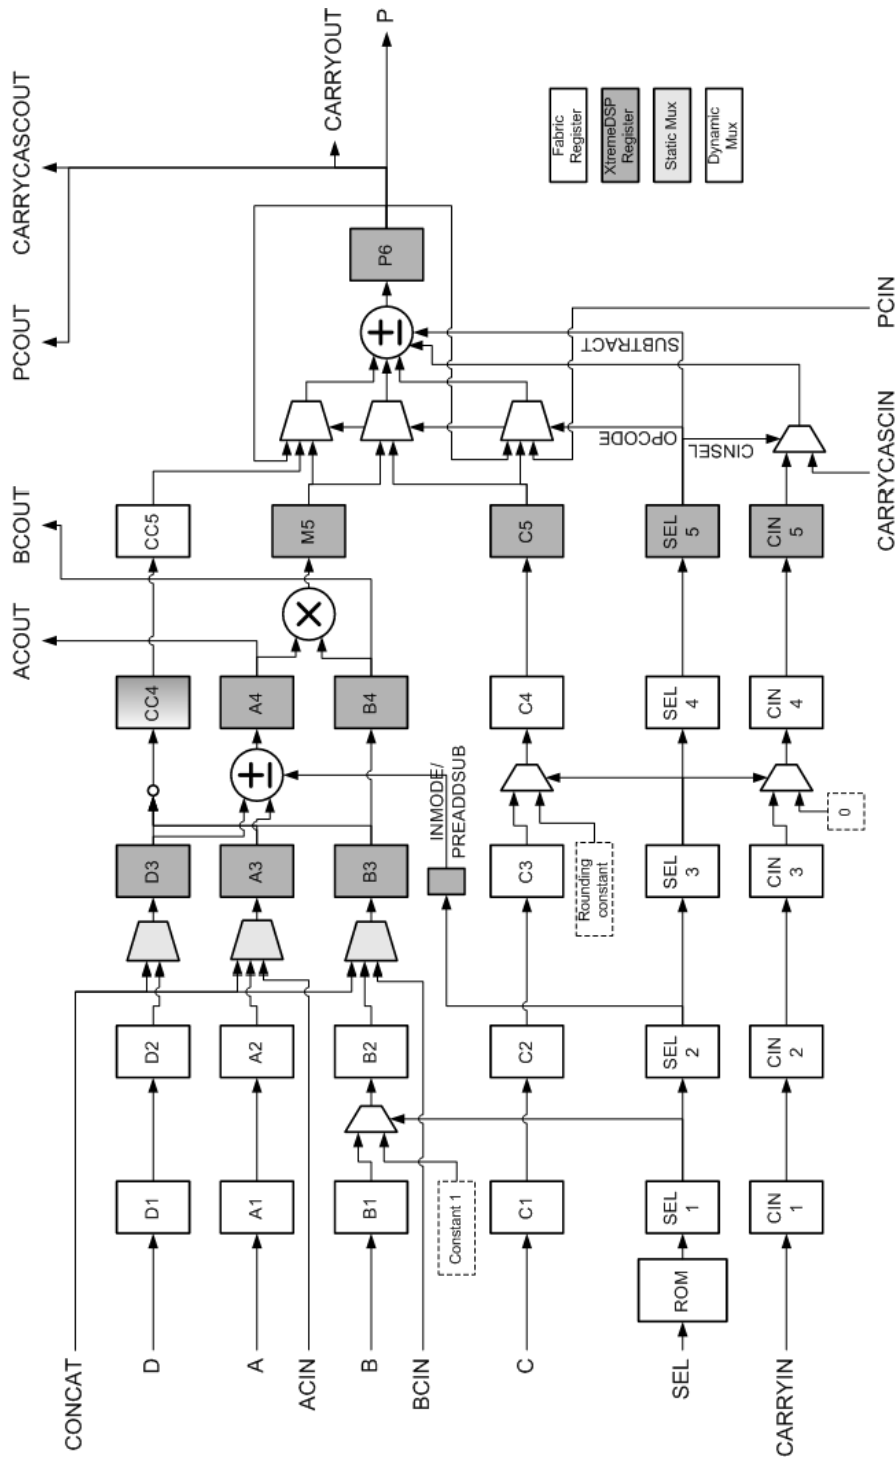 CARRYCASCOUT
PCOUT
BCOUT
ACOUT
CARRYOUT
P
CONCAT
D
A
ACIN
B
BCIN
C
SEL
CARRYIN
PCIN
CARRYCASCIN
D1
D2
D3
CC4
CC5
A1
A2
A3
A4
M5
P6
B1
B2
B3
B4
Constant 1
INMODE/
PREADDSUB
C1
C2
C3
C4
C5
Rounding
constant
ROM
SEL
1
SEL
2
SEL
3
SEL
4
SEL
5
OPCODE
CINSEL
SUBTRACT
CIN
1
CIN
2
CIN
3
CIN
4
CIN
5
0
Fabric
Register
XtremeDSP
Register
Static Mux
Dynamic
Mux